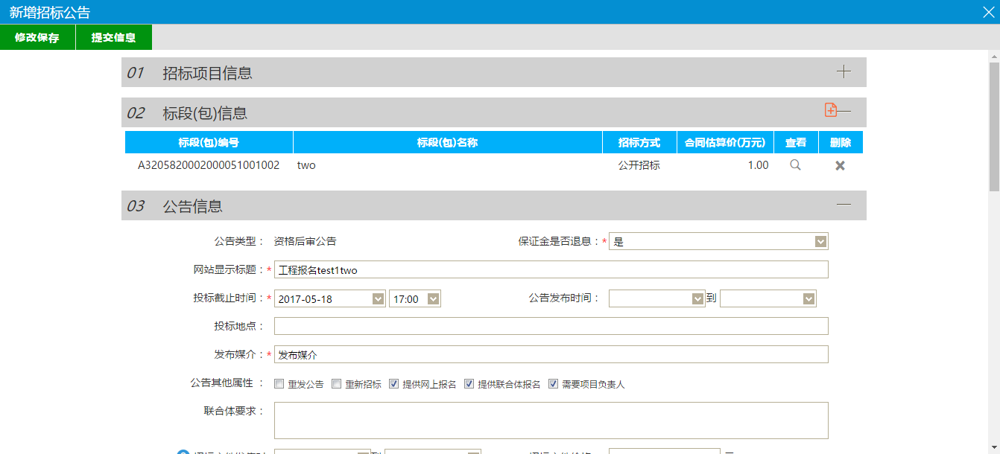 新增招标公告
修改保存 提交信息
01 招标项目信息
02 标段(包)信息
标段(包)编号 标段(包)名称 招标方式 合同估算价(万元) 查看 删除
A3205820002000051001002 two 公开招标 1.00
03 公告信息
公告类型： 资格后审公告 保证金是否退息：* 是
网站显示标题：* 工程报名test1two
投标截止时间：* 2017-05-18 17:00 公告发布时间： 到
投标地点：
发布媒介：* 发布媒介
公告其他属性 ： 重发公告 重新招标 提供网上报名 提供联合体报名 需要项目负责人
联合体要求：